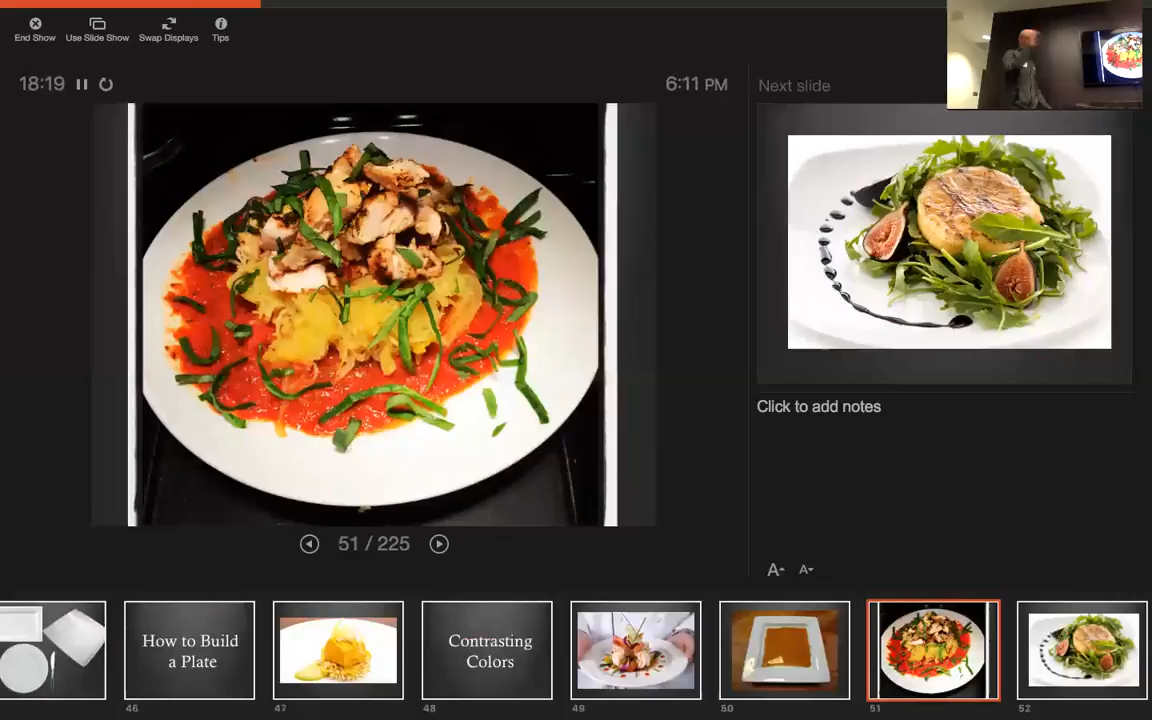 End Show
Use Slide Show
Swap Displays
Tips
18:19
6:11 PM
Next slide
Click to add notes
51 / 225
A
A
How to Build
a Plate
Contrasting
Colors
46
47
48
49
50
51
52